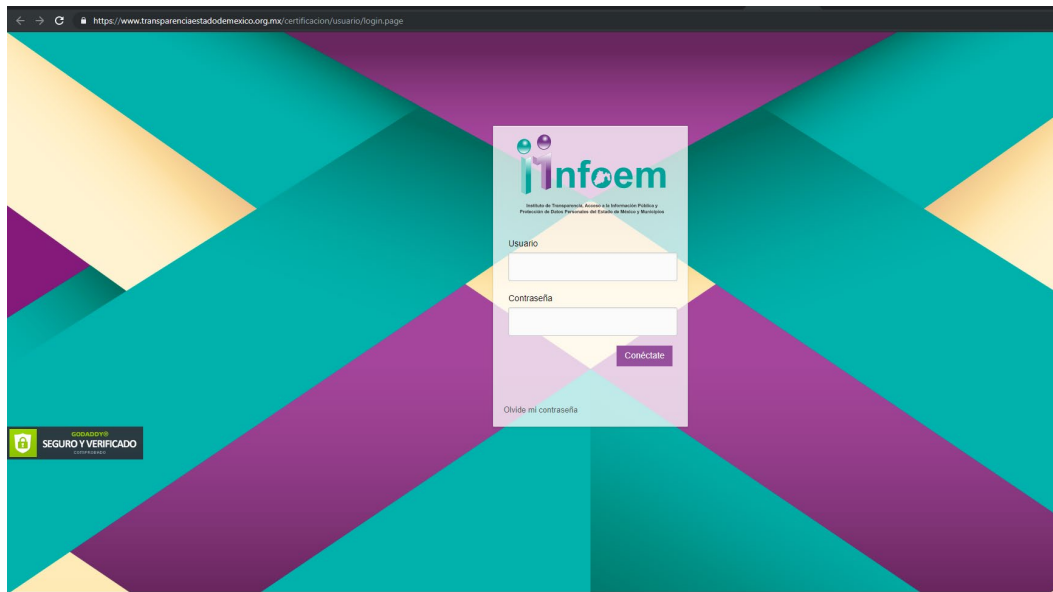 https://www.transparenciaestadodemexico.org.mx/certificacion/usuario/login.page
infoem
Instituto de Transparencia, Acceso a la Información Pública y
Protección de Datos Personales del Estado de México y Municipios
Usuario
Contraseña
Conéctate
Olvide mi contraseña
GODADDY®
SEGURO Y VERIFICADO